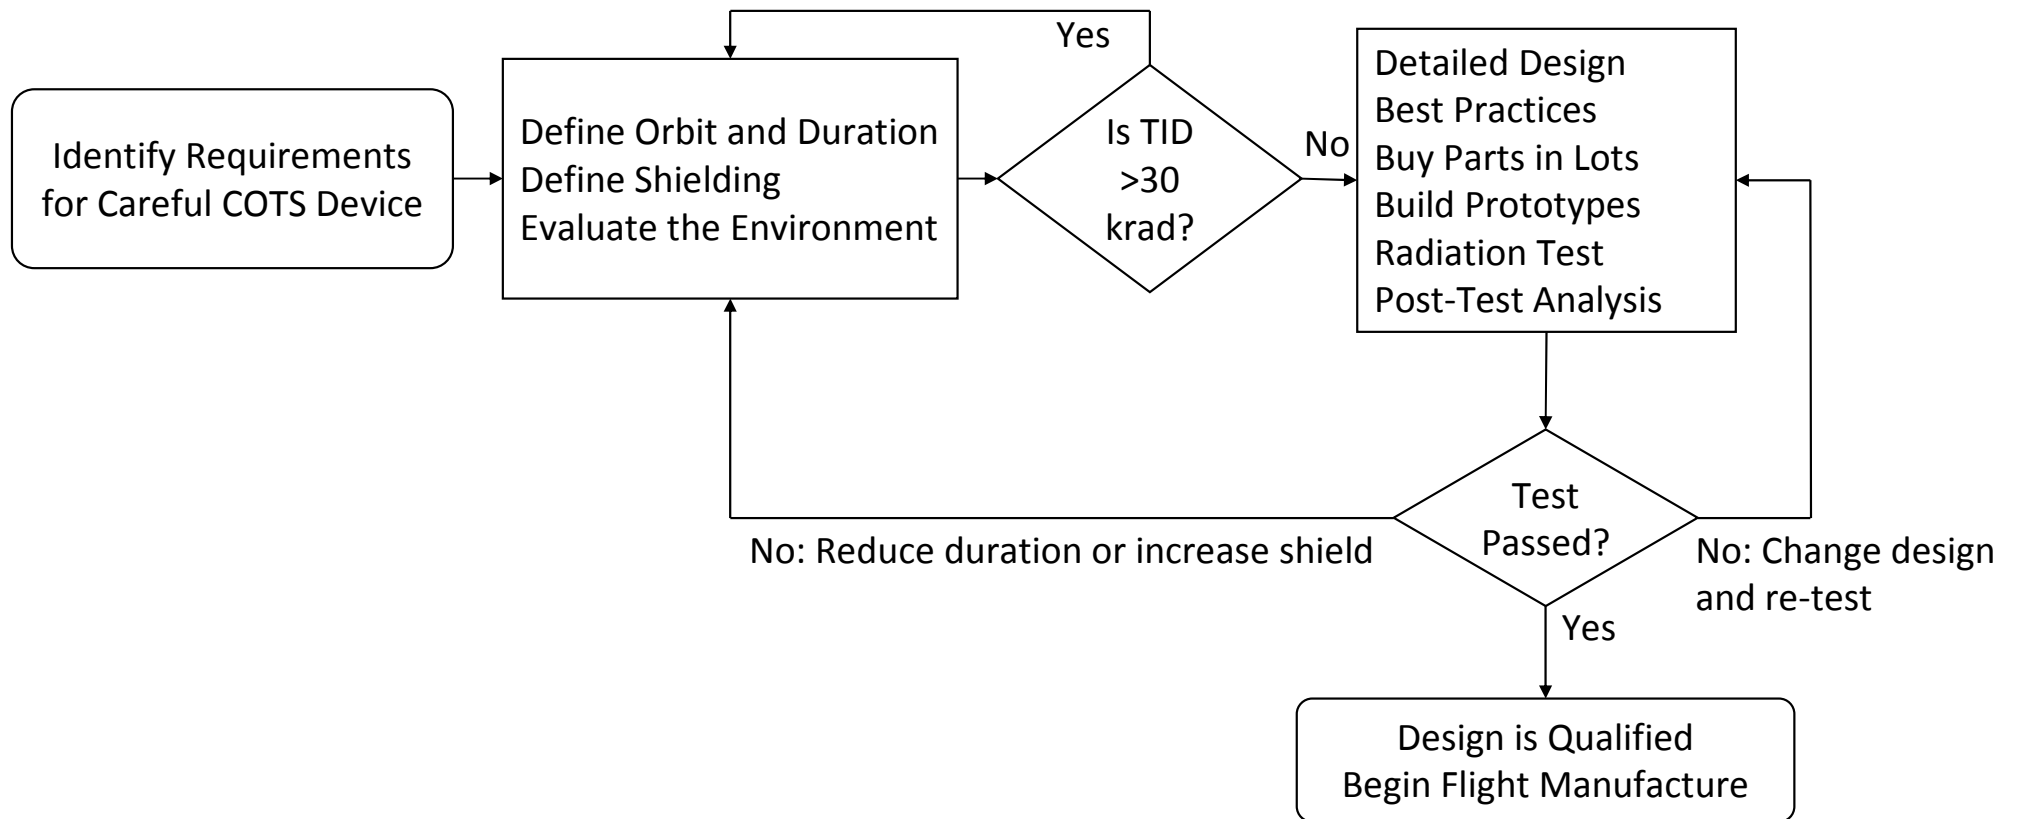 Identify Requirements
for Careful COTS Device
Define Orbit and Duration
Define Shielding
Evaluate the Environment
Yes
Is TID
>30
krad?
No
Detailed Design
Best Practices
Buy Parts in Lots
Build Prototypes
Radiation Test
Post-Test Analysis
Test
Passed?
No: Reduce duration or increase shield
No: Change design
and re-test
Yes
Design is Qualified
Begin Flight Manufacture